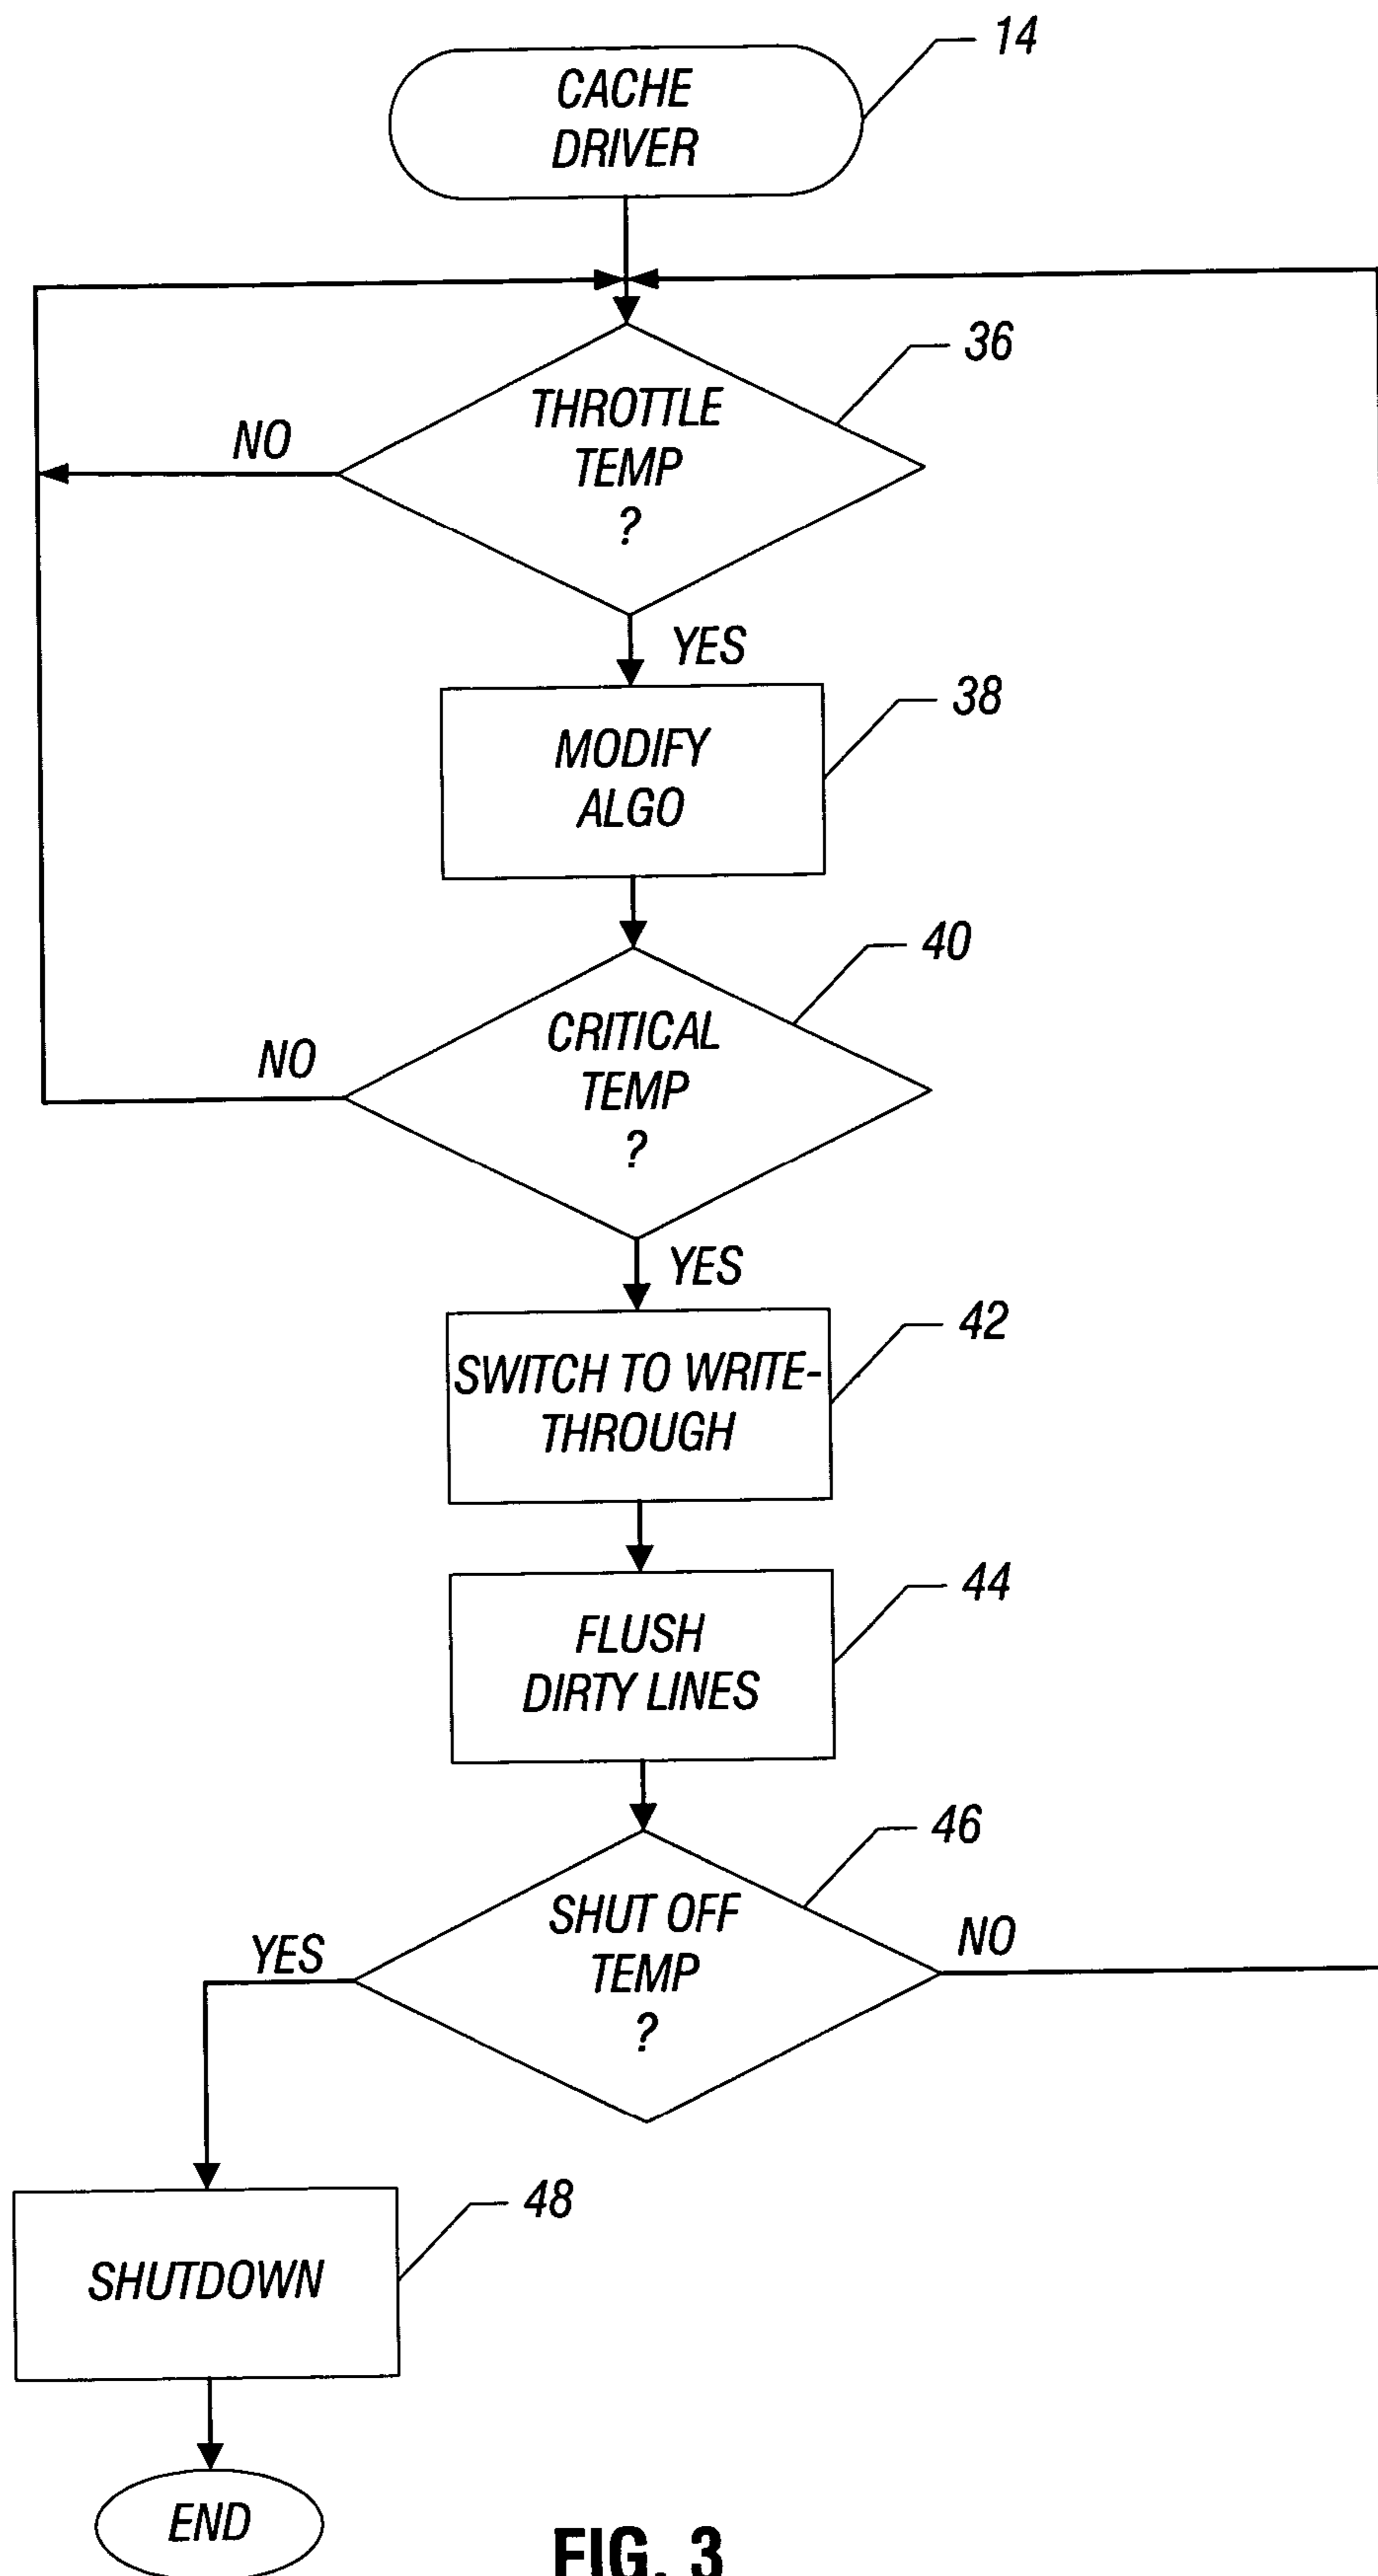 14
CACHE
DRIVER
36
THROTTLE
TEMP
?
NO
YES
38
MODIFY
ALGO
40
CRITICAL
TEMP
?
NO
YES
42
SWITCH TO WRITE-
THROUGH
44
FLUSH
DIRTY LINES
46
SHUT OFF
TEMP
?
YES
NO
48
SHUTDOWN
END
FIG. 3